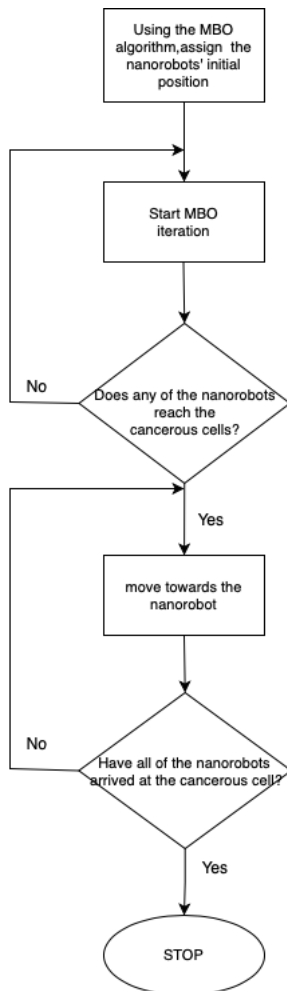 Using the MBO
algorithm,assign the
nanorobots' initial
position
Start MBO
iteration
No
Does any of the nanorobots
reach the
cancerous cells?
Yes
move towards the
nanorobot
No
Have all of the nanorobots
arrived at the cancerous cell?
Yes
STOP